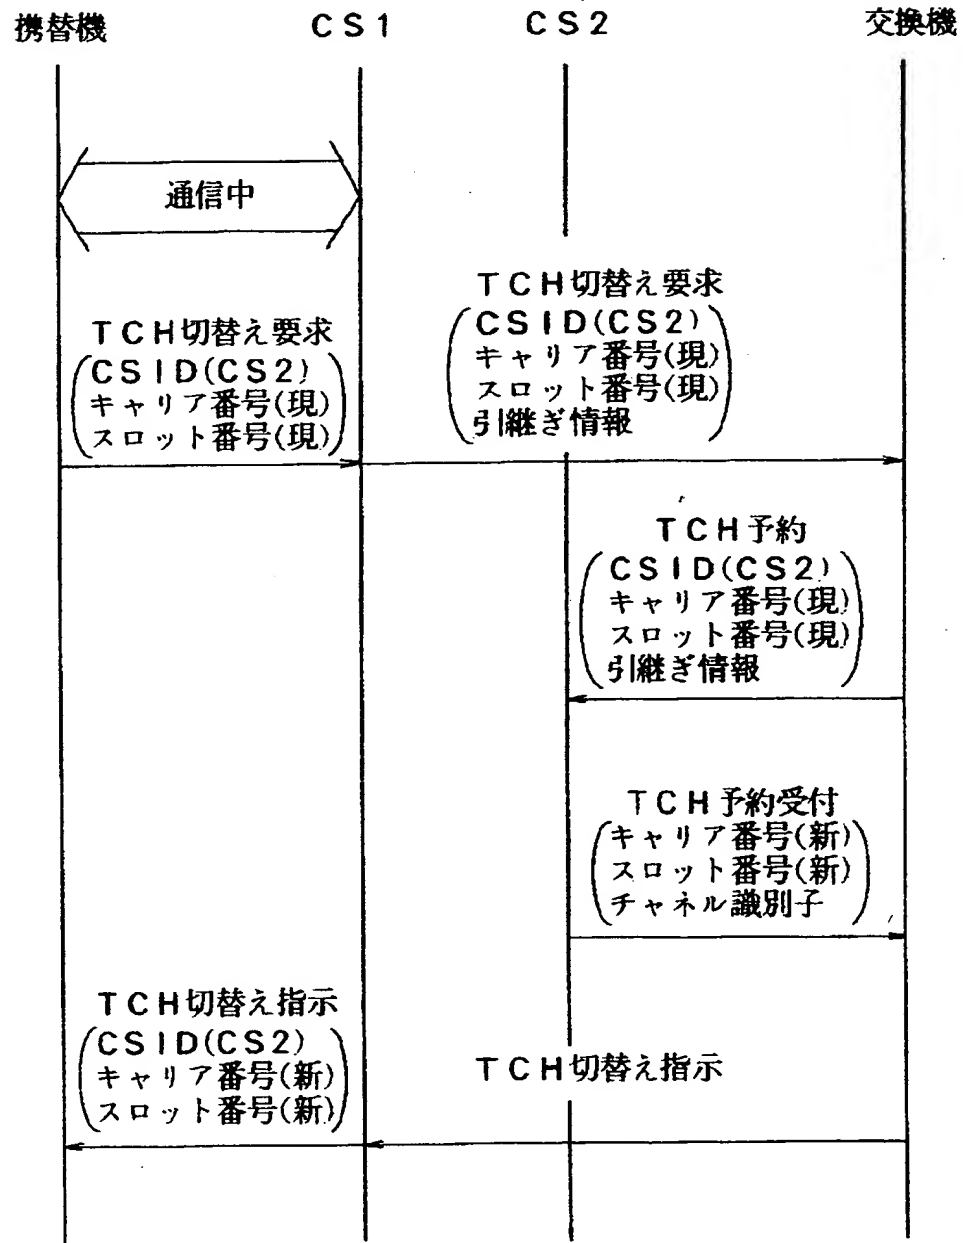 携替機 CS1 CS2 交換機
通信中
TCH切替え要求
CSID(CS2)
キャリア番号(現)
スロット番号(現)
TCH切替え要求
CSID(CS2)
キャリア番号(現)
スロット番号(現)
引継ぎ情報
TCH予約
CSID(CS2)
キャリア番号(現)
スロット番号(現)
引継ぎ情報
TCH予約受付
キャリア番号(新)
スロット番号(新)
チャネル識別子
TCH切替え指示
CSID(CS2)
キャリア番号(新)
スロット番号(新)
TCH切替え指示